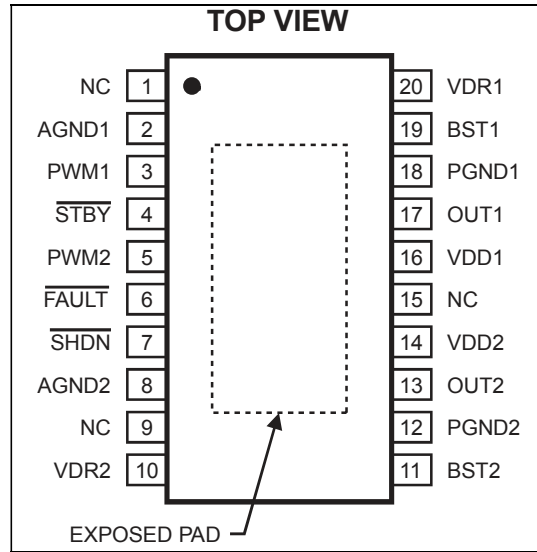 TOP VIEW
NC 1 20 VDR1
AGND1 2 19 BST1
PWM1 3 18 PGND1
STBY 4 17 OUT1
PWM2 5 16 VDD1
FAULT 6 15 NC
SHDN 7 14 VDD2
AGND2 8 13 OUT2
NC 9 12 PGND2
VDR2 10 11 BST2
EXPOSED PAD